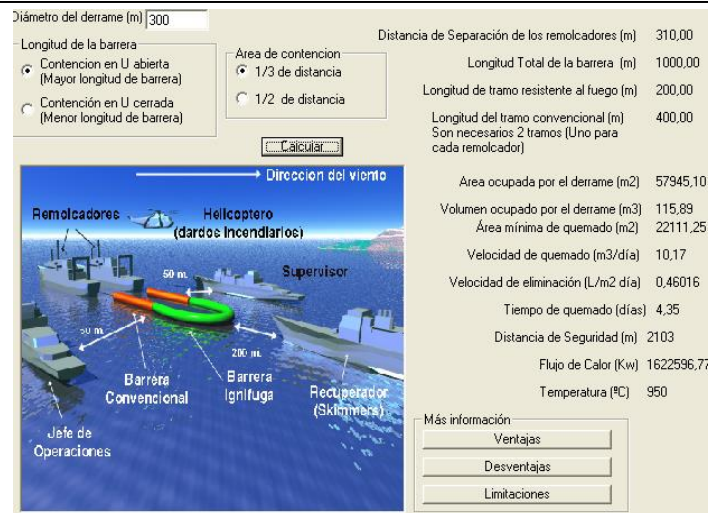 Diámetro del derrame (m) 300
Longitud de la barrera
Contencion en U abierta
(Mayor longitud de barrera)
Contención en U cerrada
(Menor longitud de barrera)
Area de contencion
1/3 de distancia
1/2 de distancia
Calcular
Distancia de Separación de los remolcadores (m) 310,00
Longitud Total de la barrera (m) 1000,00
Longitud de tramo resistente al fuego (m) 200,00
Longitud del tramo convencional (m) 400,00
Son necesarios 2 tramos (Uno para
cada remolcador)
Area ocupada por el derrame (m2) 57945,10
Volumen ocupado por el derrame (m3) 115,89
Área mínima de quemado (m2) 22111,25
Velocidad de quemado (m3/día) 10,17
Velocidad de eliminación (L/m2 día) 0,46016
Tiempo de quemado (días) 4,35
Distancia de Seguridad (m) 2103
Flujo de Calor (Kw) 1622596,77
Temperatura (ºC) 950
Más información
Ventajas
Desventajas
Limitaciones
Direccion del viento
Remolcadores
Helicoptero
(dardos Incendiarios)
Supervisor
50 m.
50 m.
200 m.
Barrera
Convencional
Barrera
Ignifuga
Recuperador
(Skimmers)
Jefe de
Operaciones